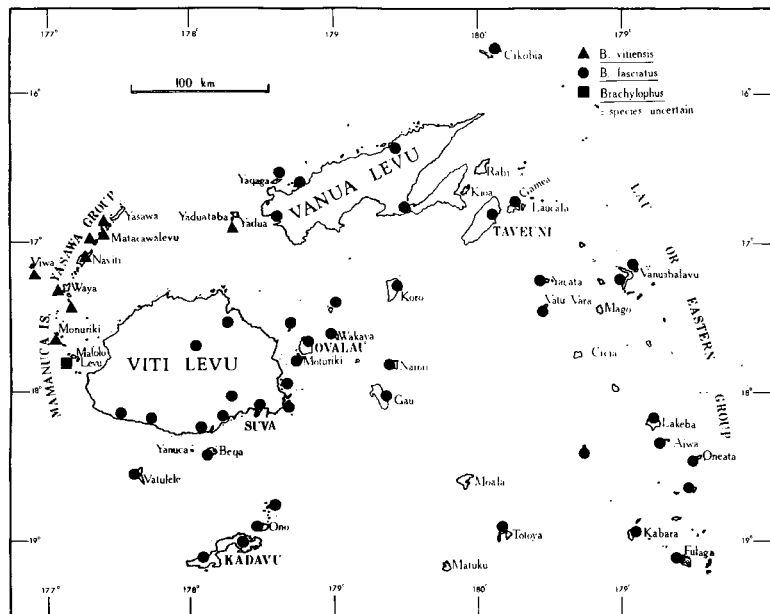 177°
178°
179°
180°
179°
Cikobia
▲ B. vitiensis
● B. fasciatus
■ Brachylophus
: species uncertain
100 km
16°
16°
Yaqaga
VANUA LEVU
Rabi
Kioa
Qamea
Laucala
TAVEUNI
Yaduataba
Yadua
YASAWA GROUP
Yasawa
Matacawalevu
Naviti
Viwa
Waya
17°
17°
LAU OR EASTERN GROUP
Vanuabalavu
Yacata
Vatu Vara
Mago
Koro
Cicia
MAMANUCA IS.
Monuriki
Malolo Levu
VITI LEVU
Wakaya
OVALAU
Moturiki
Nairai
Gau
18°
18°
SUVA
Lakeba
Aiwa
Oneata
Yanuca
Beqa
Vatulele
Moala
Ono
KADAVU
Totoya
Matuku
Kabara
Fulaga
19°
19°
177°
178°
179°
180°
179°